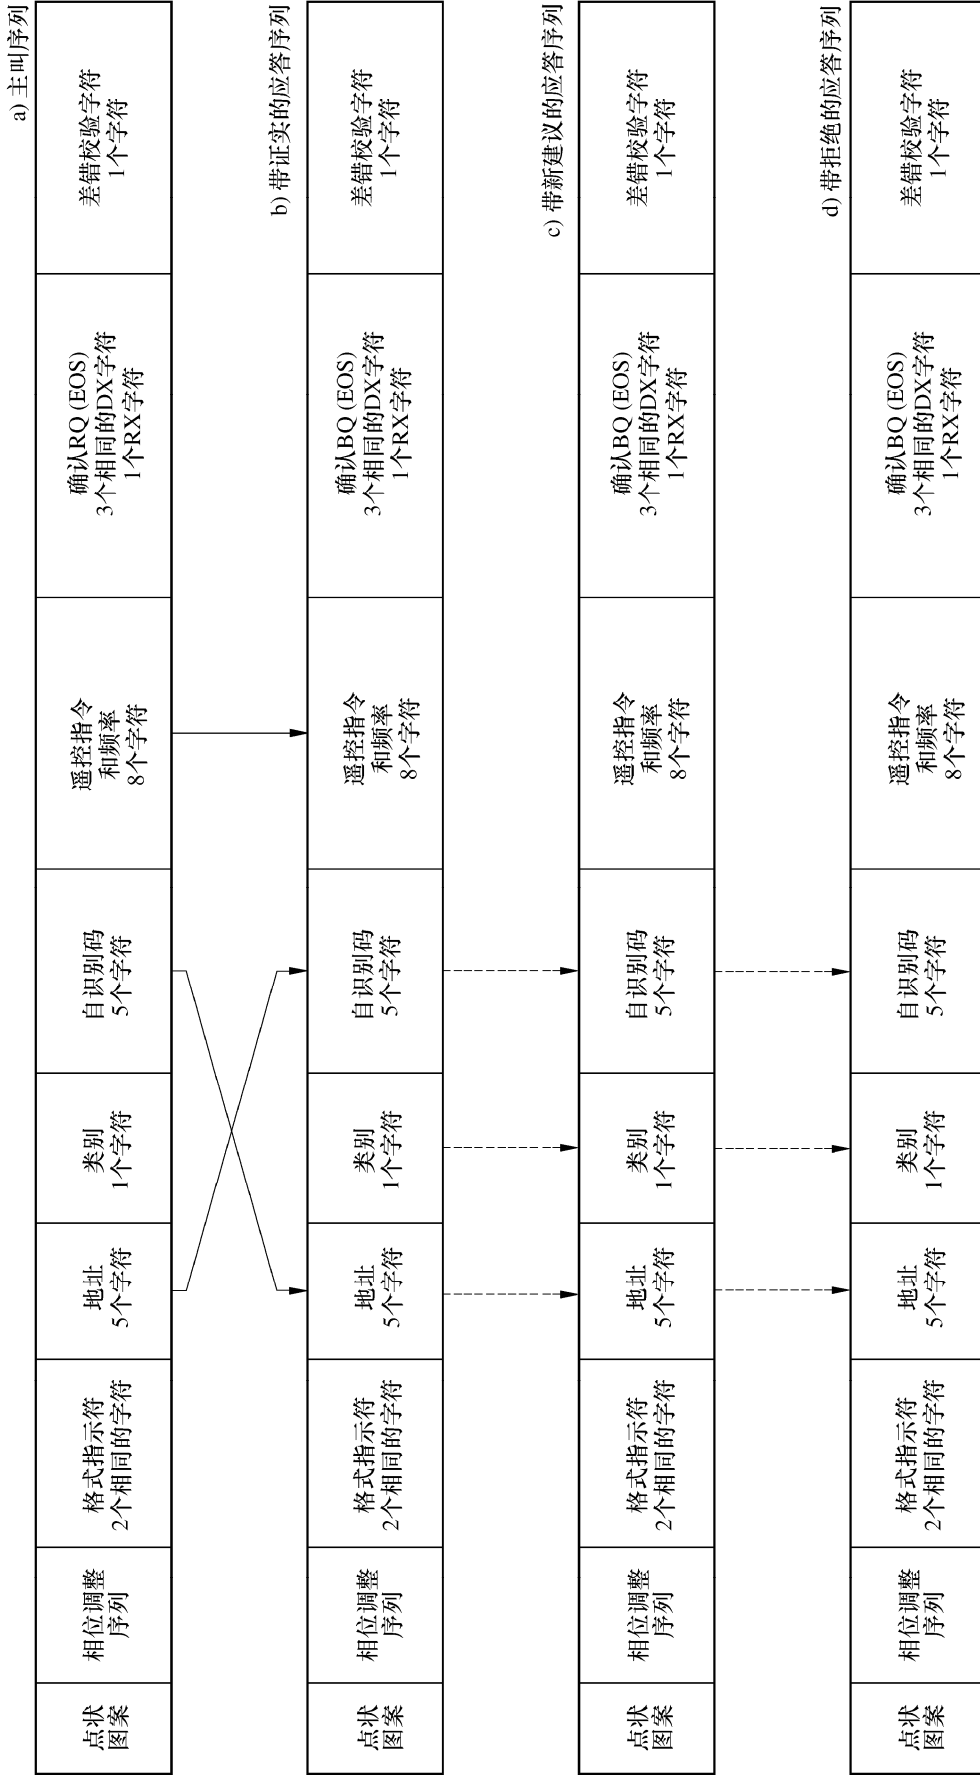 a) 主叫序列
点状
图案
相位调整
序列
格式指示符
2个相同的字符
地址
5个字符
类别
1个字符
自识别码
5个字符
遥控指令
和频率
8个字符
确认RQ (EOS)
3个相同的DX字符
1个RX字符
差错校验字符
1个字符
b) 带证实的应答序列
点状
图案
相位调整
序列
格式指示符
2个相同的字符
地址
5个字符
类别
1个字符
自识别码
5个字符
遥控指令
和频率
8个字符
确认BQ (EOS)
3个相同的DX字符
1个RX字符
差错校验字符
1个字符
c) 带新建议的应答序列
点状
图案
相位调整
序列
格式指示符
2个相同的字符
地址
5个字符
类别
1个字符
自识别码
5个字符
遥控指令
和频率
8个字符
确认BQ (EOS)
3个相同的DX字符
1个RX字符
差错校验字符
1个字符
d) 带拒绝的应答序列
点状
图案
相位调整
序列
格式指示符
2个相同的字符
地址
5个字符
类别
1个字符
自识别码
5个字符
遥控指令
和频率
8个字符
确认BQ (EOS)
3个相同的DX字符
1个RX字符
差错校验字符
1个字符